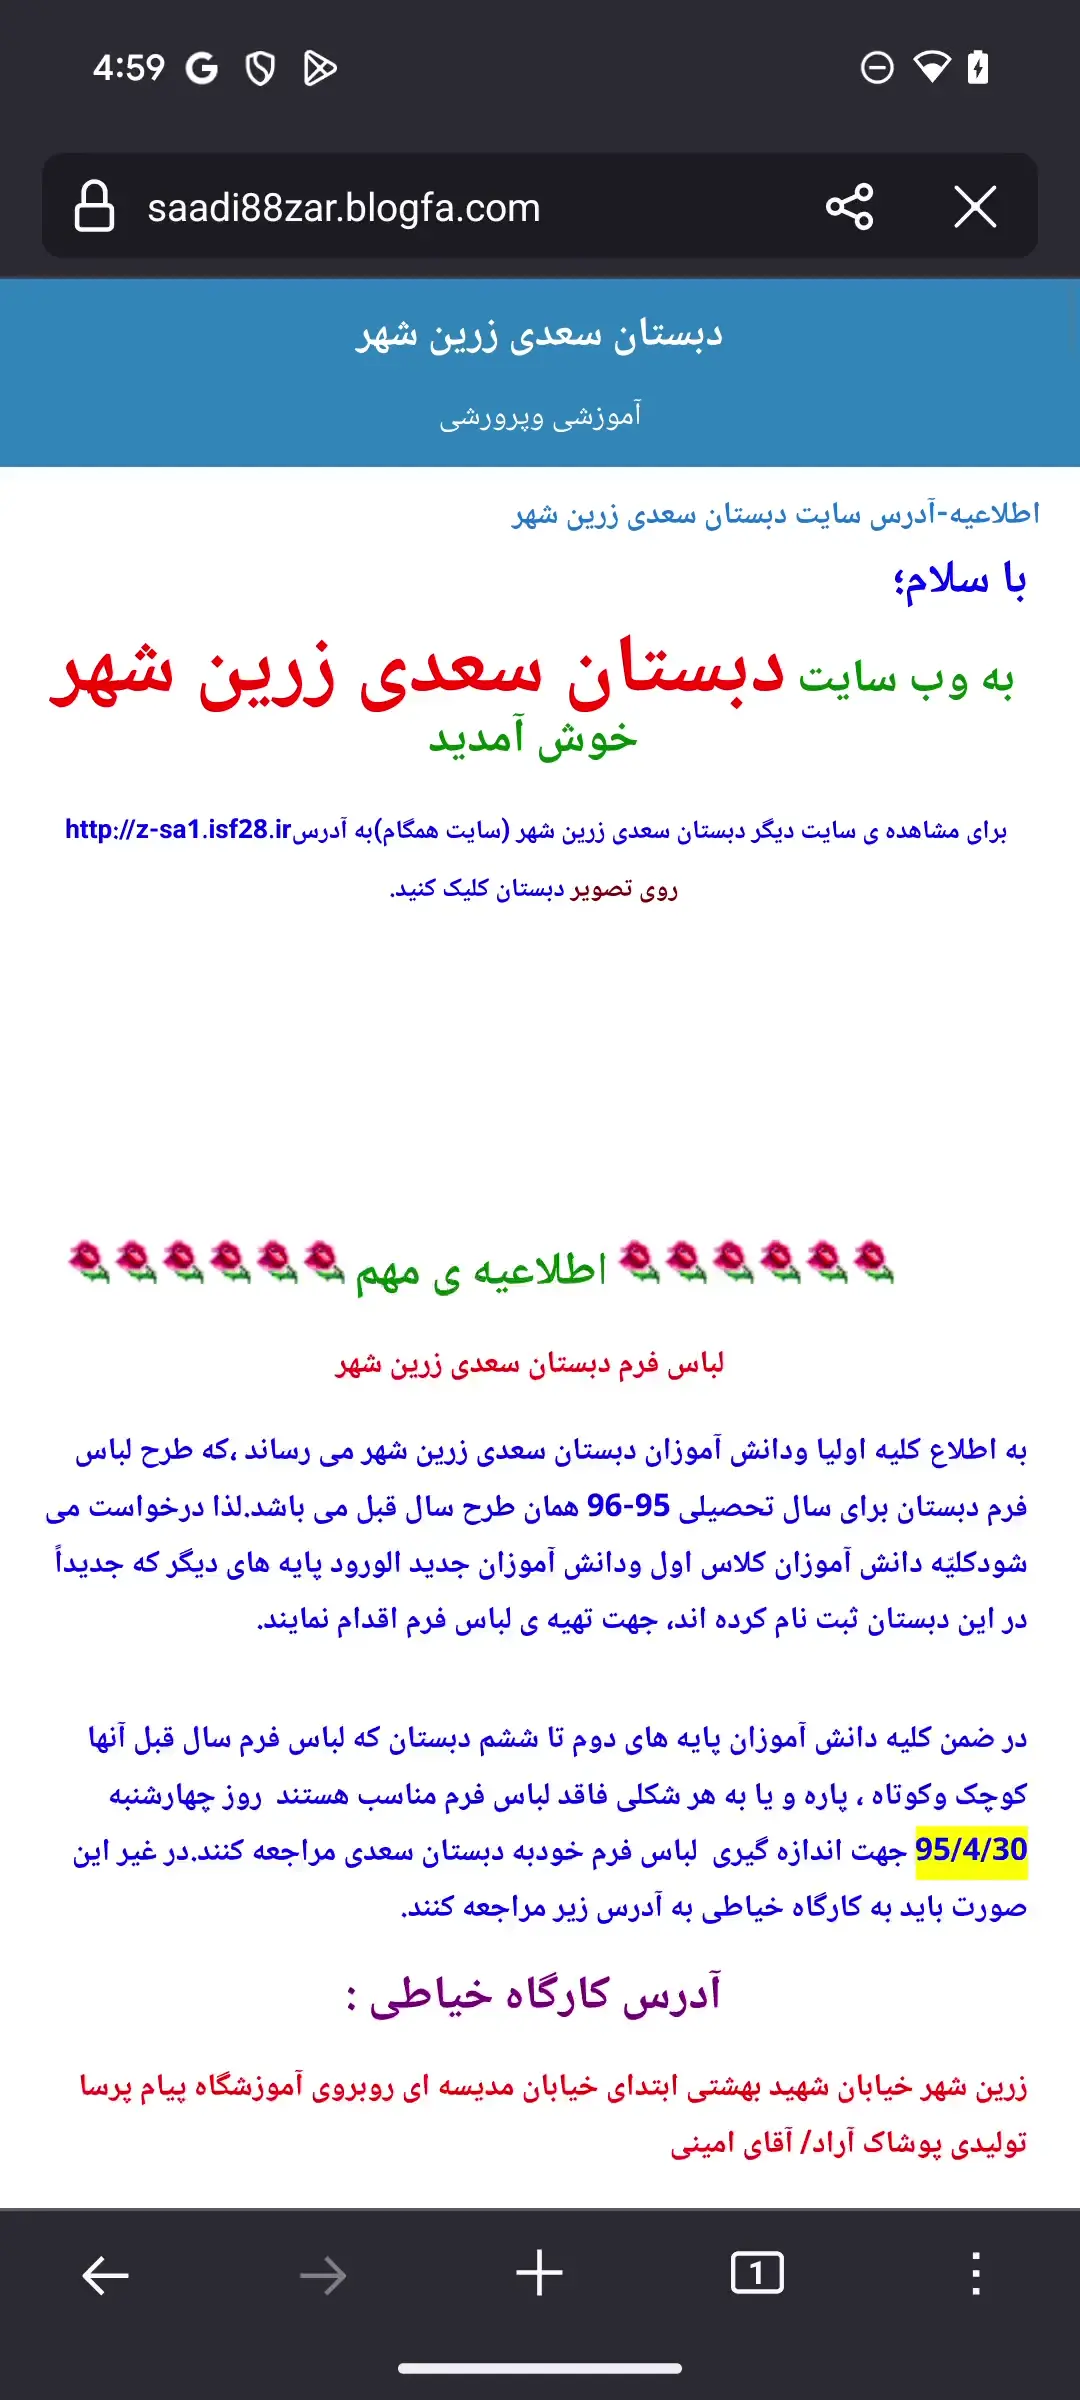 4:59
saadi88zar.blogfa.com
دبستان سعدی زرین شهر
آموزشی وپرورشی
اطلاعیه-آدرس سایت دبستان سعدی زرین شهر
با سلام؛
به وب سایت دبستان سعدی زرین شهر
خوش آمدید
برای مشاهده ی سایت دیگر دبستان سعدی زرین شهر (سایت همگام)به آدرسhttp://z-sa1.isf28.ir
روی تصویر دبستان کلیک کنید.
اطلاعیه ی مهم
لباس فرم دبستان سعدی زرین شهر
به اطلاع کلیه اولیا ودانش آموزان دبستان سعدی زرین شهر می رساند ،که طرح لباس
فرم دبستان برای سال تحصیلی 95-96 همان طرح سال قبل می باشد.لذا درخواست می
شودکلیّه دانش آموزان کلاس اول ودانش آموزان جدید الورود پایه های دیگر که جدیداً
در این دبستان ثبت نام کرده اند، جهت تهیه ی لباس فرم اقدام نمایند.
در ضمن کلیه دانش آموزان پایه های دوم تا ششم دبستان که لباس فرم سال قبل آنها
کوچک وکوتاه ، پاره و یا به هر شکلی فاقد لباس فرم مناسب هستند  روز چهارشنبه
95/4/30 جهت اندازه گیری  لباس فرم خودبه دبستان سعدی مراجعه کنند.در غیر این
صورت باید به کارگاه خیاطی به آدرس زیر مراجعه کنند.
آدرس کارگاه خیاطی :
زرین شهر خیابان شهید بهشتی ابتدای خیابان مدیسه ای روبروی آموزشگاه پیام پرسا
تولیدی پوشاک آراد/ آقای امینی
1